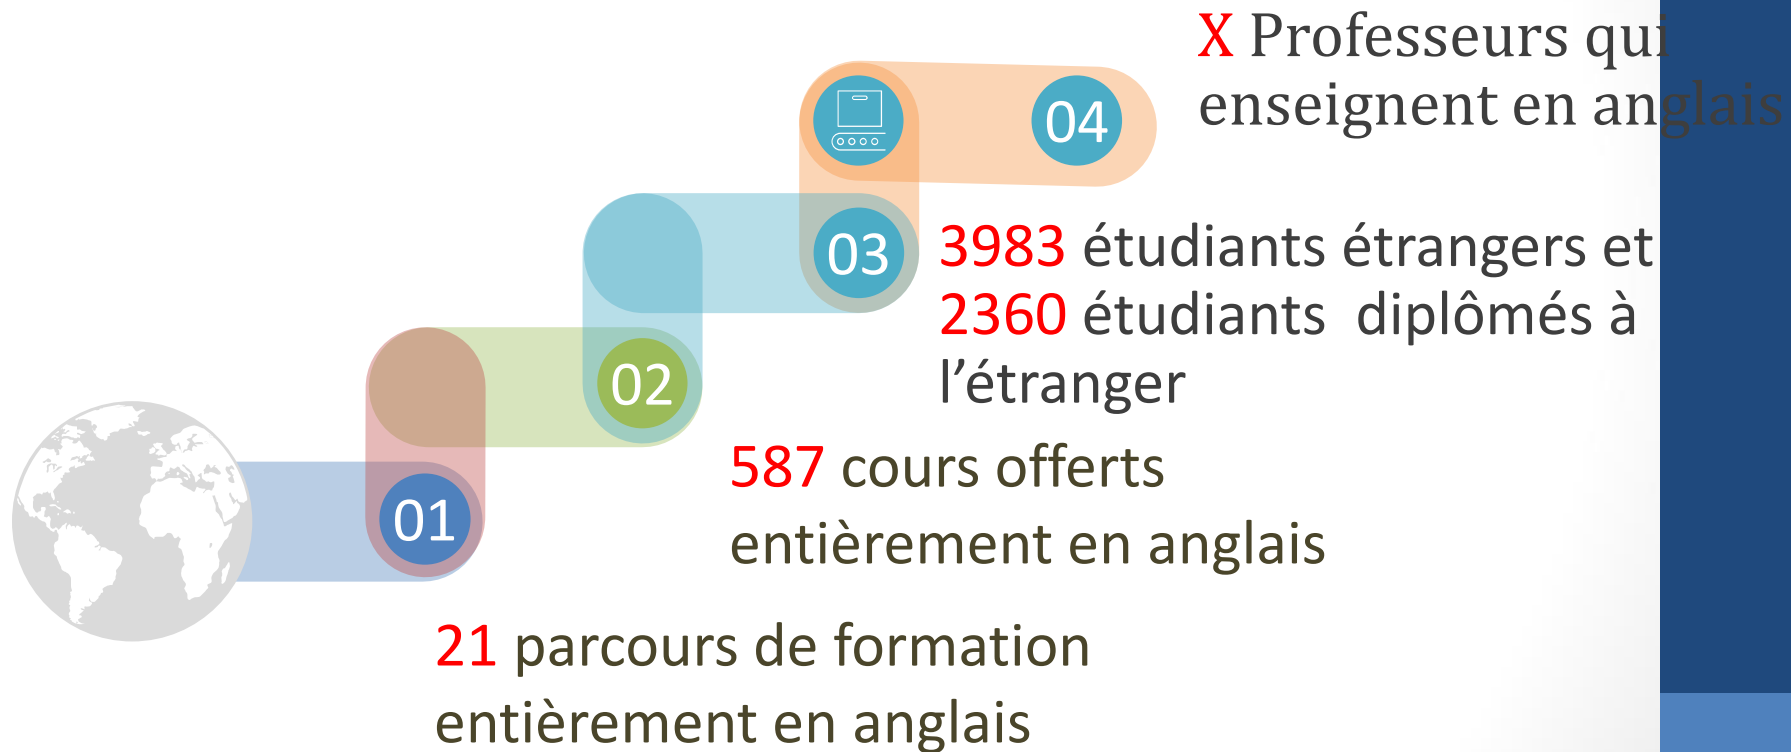 X Professeurs qui
enseignent en anglais
04
03
3983 étudiants étrangers et
2360 étudiants  diplômés à
l’étranger
02
587 cours offerts
entièrement en anglais
01
21 parcours de formation
entièrement en anglais